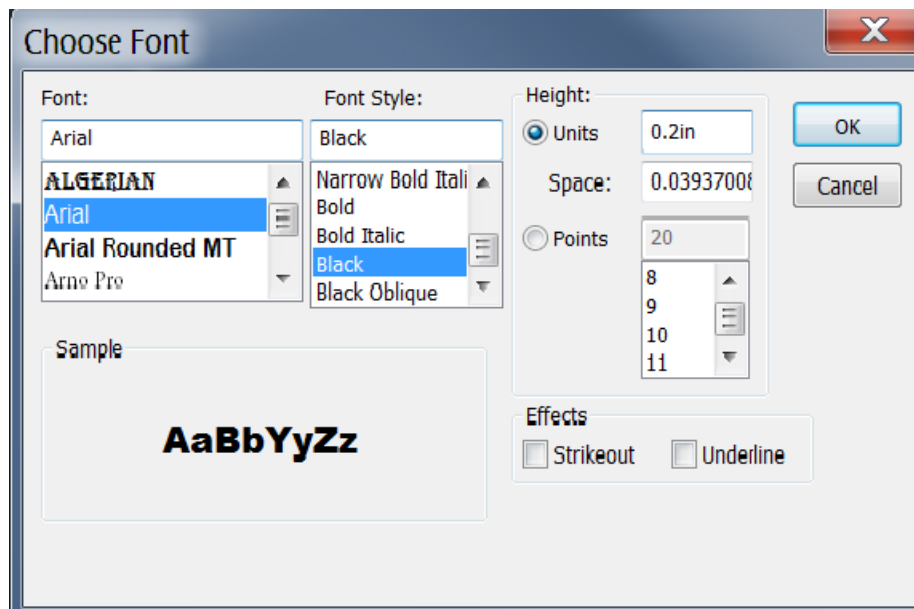 Choose Font
Font:
Arial
ALGERIAN
Arial
Arial Rounded MT
Arno Pro
Font Style:
Black
Narrow Bold Itali
Bold
Bold Italic
Black
Black Oblique
Height:
Units
0.2in
Space:
0.03937008
Points
20
8
9
10
11
OK
Cancel
Sample
AaBbYyZz
Effects
Strikeout
Underline